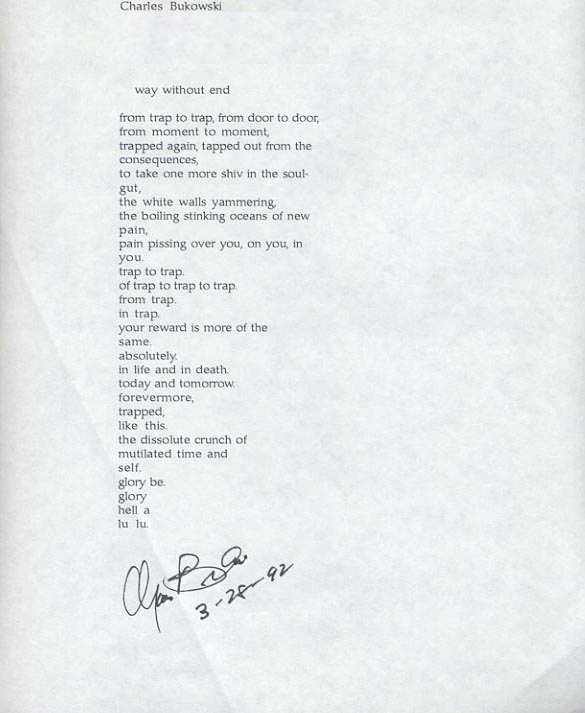 Charles Bukowski
way without end
from trap to trap, from door to door,
from moment to moment,
trapped again, tapped out from the
consequences,
to take one more shiv in the soul-
gut,
the white walls yammering,
the boiling stinking oceans of new
pain,
pain pissing over you, on you, in
you.
trap to trap.
of trap to trap to trap.
from trap.
in trap.
your reward is more of the
same.
absolutely.
in life and in death.
today and tomorrow.
forevermore,
trapped,
like this.
the dissolute crunch of
mutilated time and
self.
glory be.
glory
hell a
lu lu.
3-28-92